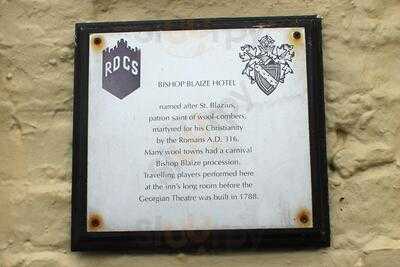 RDCS
BISHOP BLAIZE HOTEL
named after St. Blazius,
patron saint of wool-combers,
martyred for his Christianity
by the Romans A.D. 316.
Many wool towns had a carnival
Bishop Blaize procession.
Travelling players performed here
at the inn's long room before the
Georgian Theatre was built in 1788.